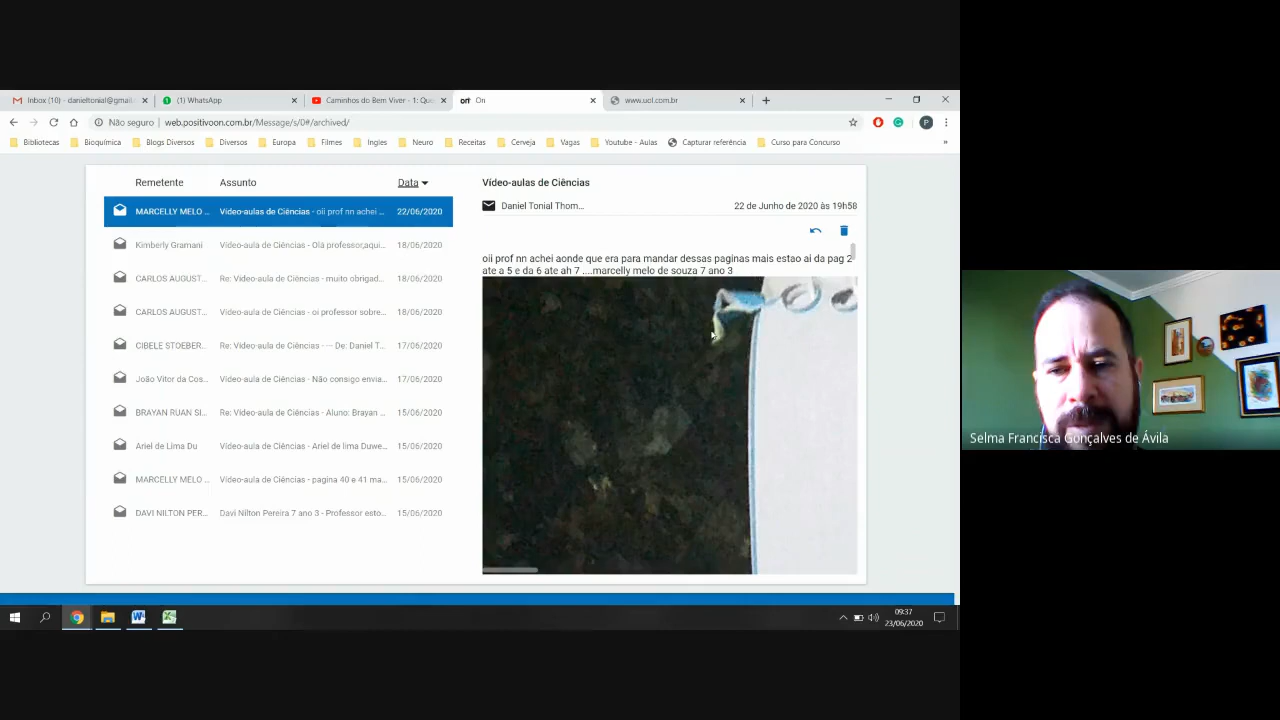 Inbox (10) - danieltonial@gmail.
(1) WhatsApp
Caminhos do Bem Viver - 1: Qu
On
www.uol.com.br
Não seguro
web.positivoon.com.br/Message/s/0#/archived/
Bibliotecas
Bioquímica
Blogs Diversos
Diversos
Europa
Filmes
Ingles
Neuro
Receitas
Cerveja
Vagas
Youtube - Aulas
Capturar referência
Curso para Concurso
»
Remetente Assunto Data
MARCELLY MELO ... Vídeo-aulas de Ciências - oii prof nn achei ... 22/06/2020
Kimberly Gramani Vídeo-aula de Ciências - Olá professor,aqui... 18/06/2020
CARLOS AUGUST... Re: Vídeo-aula de Ciências - muito obrigad... 18/06/2020
CARLOS AUGUST... Vídeo-aula de Ciências - oi professor sobre... 18/06/2020
CIBELE STOEBER... Re: Vídeo-aula de Ciências - --- De: Daniel T... 17/06/2020
João Vitor da Cos... Vídeo-aula de Ciências - Não consigo envia... 17/06/2020
BRAYAN RUAN SI... Re: Vídeo-aula de Ciências - Aluno: Brayan ... 15/06/2020
Ariel de Lima Du Vídeo-aula de Ciências - Ariel de lima Duwe... 15/06/2020
MARCELLY MELO ... Vídeo-aula de Ciências - pagina 40 e 41 ma... 15/06/2020
DAVI NILTON PER... Davi Nilton Pereira 7 ano 3 - Professor esto... 15/06/2020
Vídeo-aulas de Ciências
Daniel Tonial Thom... 22 de Junho de 2020 às 19h58
oii prof nn achei aonde que era para mandar dessas paginas mais estao ai da pag 2
ate a 5 e da 6 ate ah 7 ....marcelly melo de souza 7 ano 3
09:37
23/06/2020
Selma Francisca Gonçalves de Ávila